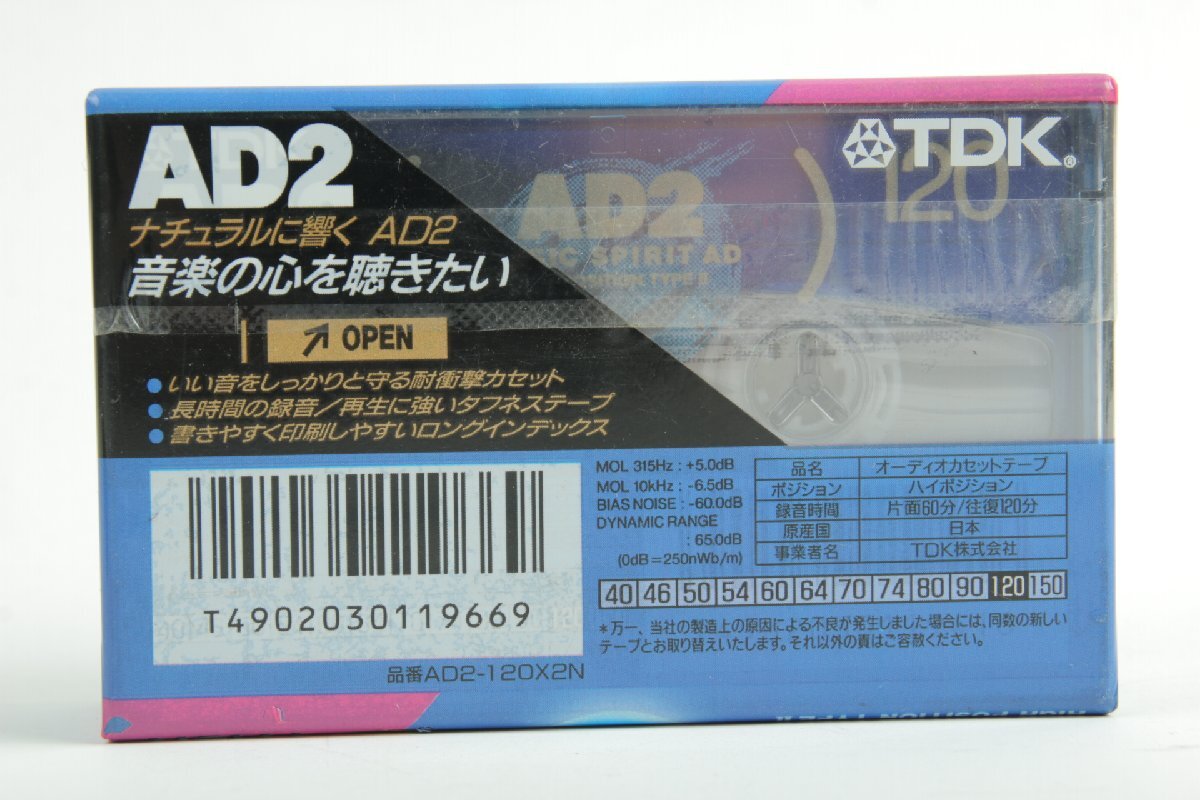 AD2
ナチュラルに響く AD2
音楽の心を聴きたい
OPEN
• いい音をしっかりと守る耐衝撃カセット
• 長時間の録音/再生に強いタフネステープ
• 書きやすく印刷しやすいロングインデックス
TDK®
120
AD2
SPIRIT AD
T4902030119669
品番AD2-120X2N
MOL 315Hz : +5.0dB
MOL 10kHz : -6.5dB
BIAS NOISE : -60.0dB
DYNAMIC RANGE
: 65.0dB
(0dB=250nWb/m)
品名 オーディオカセットテープ
ポジション ハイポジション
録音時間 片面60分/往復120分
原産国 日本
事業者名 TDK株式会社
40 46 50 54 60 64 70 74 80 90 120 150
*万一、当社の製造上の原因による不良が発生しました場合には、同数の新しい
テープとお取り替えいたします。それ以外の責はご容赦ください。